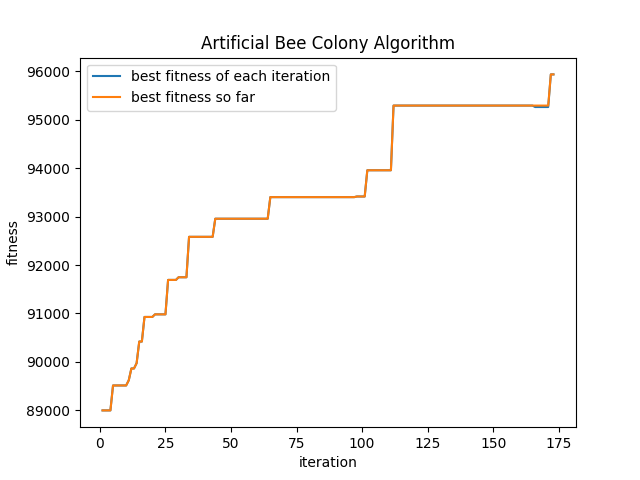 Artificial Bee Colony Algorithm
best fitness of each iteration
best fitness so far
96000
95000
94000
93000
92000
91000
90000
89000
fitness
0 25 50 75 100 125 150 175
iteration